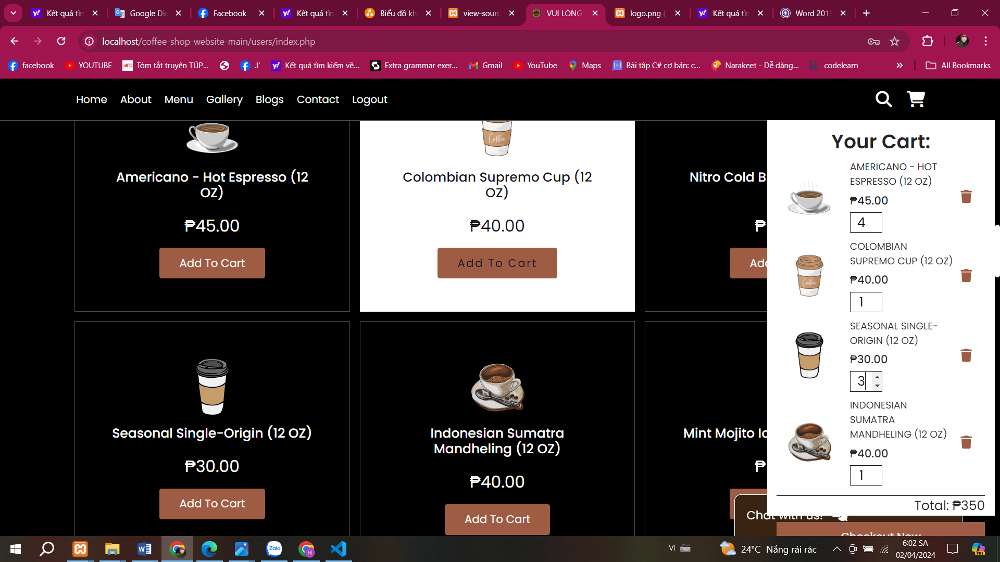 Kết quả tìn
Google Dịc
Facebook
Kết quả tìn
Biểu đồ kh
view-sourc
VUI LÒNG
logo.png (
Kết quả tìn
Word 2019
localhost/coffee-shop-website-main/users/index.php
facebook
YOUTUBE
Tóm tắt truyện TÚP...
.I'
Kết quả tìm kiếm về...
Extra grammar exer...
Gmail
YouTube
Maps
Bài tập C# cơ bản: c...
Narakeet - Dễ dàng...
codelearn
All Bookmarks
Home
About
Menu
Gallery
Blogs
Contact
Logout
Americano - Hot Espresso (12
OZ)
₱45.00
Add To Cart
Coffee
Colombian Supremo Cup (12
OZ)
₱40.00
Add To Cart
Nitro Cold B
₱
Add
Seasonal Single-Origin (12 OZ)
₱30.00
Add To Cart
Indonesian Sumatra
Mandheling (12 OZ)
₱40.00
Add To Cart
Mint Mojito Ic
₱
Your Cart:
AMERICANO - HOT
ESPRESSO (12 OZ)
₱45.00
4
Coffee
COLOMBIAN
SUPREMO CUP (12 OZ)
₱40.00
1
SEASONAL SINGLE-
ORIGIN (12 OZ)
₱30.00
3
INDONESIAN
SUMATRA
MANDHELING (12 OZ)
₱40.00
1
Total: ₱350
Chat with us!
Checkout Now
Zalo
VI
24°C Nắng rải rác
6:02 SA
02/04/2024
PRE